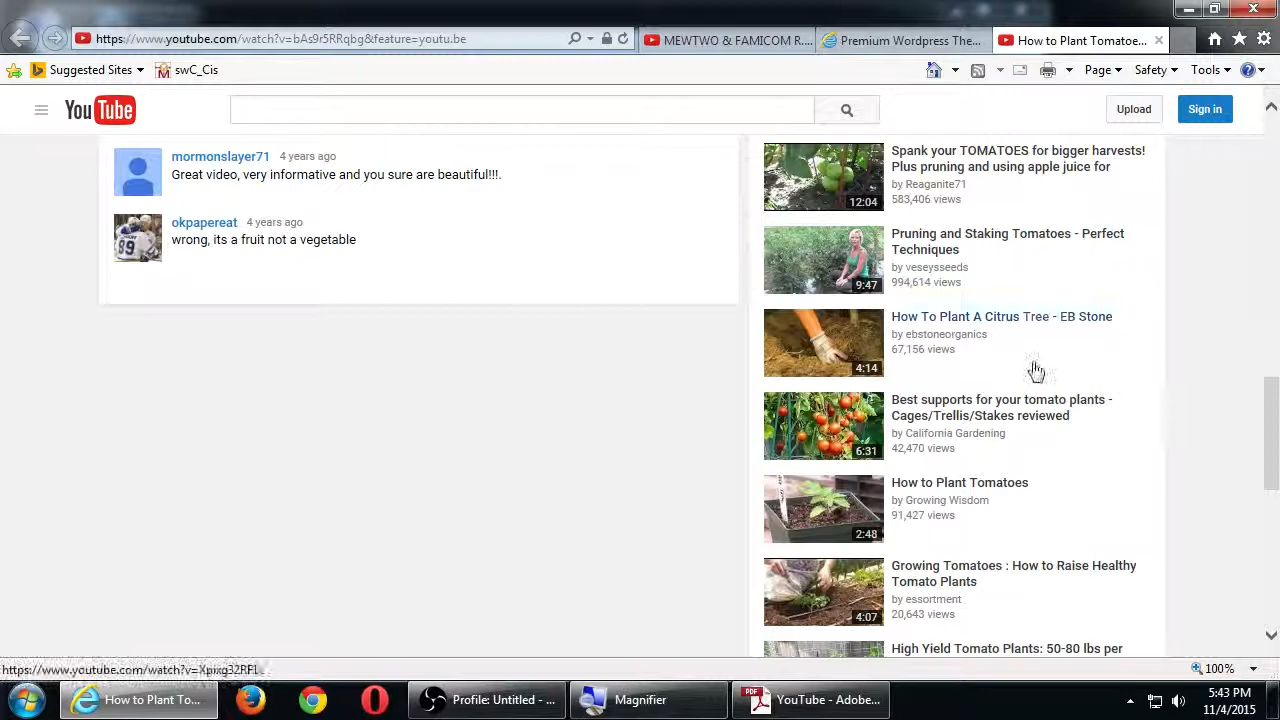 https://www.youtube.com/watch?v=bAs9r5RRqbg&feature=youtu.be
MEWTWO & FAMICOM R...
Premium Wordpress The...
How to Plant Tomatoe...
Suggested Sites
swC_Cis
Page
Safety
Tools
YouTube
Upload
Sign in
mormonslayer71 4 years ago
Great video, very informative and you sure are beautiful!!!.
okpapereat 4 years ago
wrong, its a fruit not a vegetable
89
12:04
Spank your TOMATOES for bigger harvests!
Plus pruning and using apple juice for
by Reaganite71
583,406 views
9:47
Pruning and Staking Tomatoes - Perfect
Techniques
by veseysseeds
994,614 views
4:14
How To Plant A Citrus Tree - EB Stone
by ebstoneorganics
67,156 views
6:31
Best supports for your tomato plants -
Cages/Trellis/Stakes reviewed
by California Gardening
42,470 views
2:48
How to Plant Tomatoes
by Growing Wisdom
91,427 views
4:07
Growing Tomatoes : How to Raise Healthy
Tomato Plants
by essortment
20,643 views
High Yield Tomato Plants: 50-80 lbs per
100%
How to Plant To...
Profile: Untitled - ...
Magnifier
PDF
YouTube - Adobe...
5:43 PM
11/4/2015